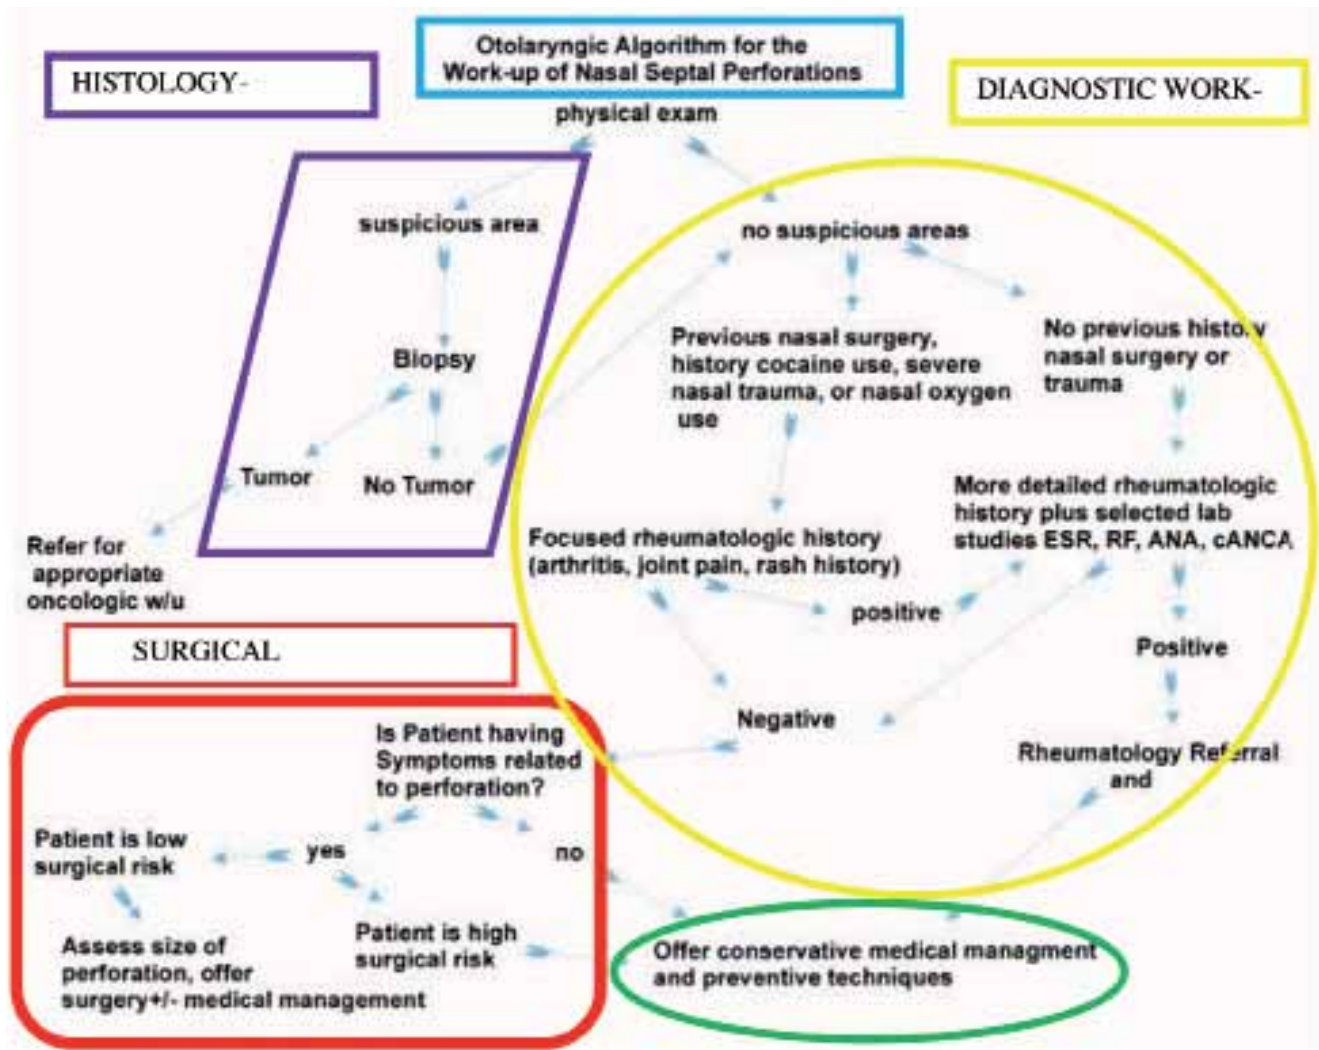 Otolaryngic Algorithm for the
Work-up of Nasal Septal Perforations
HISTOLOGY-
DIAGNOSTIC WORK-
physical exam
suspicious area
no suspicious areas
Biopsy
Previous nasal surgery,
history cocaine use, severe
nasal trauma, or nasal oxygen
use
No previous history
nasal surgery or
trauma
Tumor
No Tumor
More detailed rheumatologic
history plus selected lab
studies ESR, RF, ANA, cANCA
Refer for
appropriate
oncologic w/u
Focused rheumatologic history
(arthritis, joint pain, rash history)
positive
Positive
SURGICAL
Negative
Rheumatology Referral
and
Is Patient having
Symptoms related
to perforation?
Patient is low
surgical risk
yes
no
Patient is high
surgical risk
Assess size of
perforation, offer
surgery+/- medical management
Offer conservative medical managment
and preventive techniques